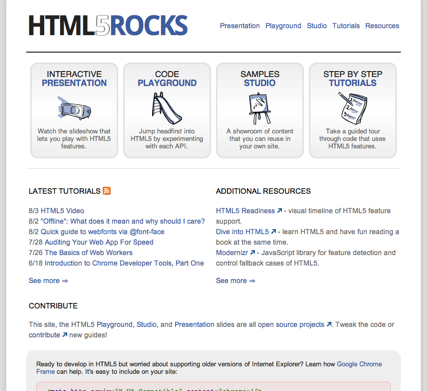 HTML5ROCKS
Presentation Playground Studio Tutorials Resources
INTERACTIVE
PRESENTATION
Watch the slideshow that
lets you play with HTML5
features.
CODE
PLAYGROUND
Jump headfirst into
HTML5 by experimenting
with each API.
SAMPLES
STUDIO
A showroom of content
that you can reuse in
your own site.
STEP BY STEP
TUTORIALS
Take a guided tour
through code that uses
HTML5 features.
LATEST TUTORIALS
8/3 HTML5 Video
8/2 "Offline": What does it mean and why should I care?
8/2 Quick guide to webfonts via @font-face
7/28 Auditing Your Web App For Speed
7/26 The Basics of Web Workers
6/18 Introduction to Chrome Developer Tools, Part One
See more ⇒
ADDITIONAL RESOURCES
HTML5 Readiness ↗ - visual timeline of HTML5 feature
support.
Dive into HTML5 ↗ - learn HTML5 and have fun reading a
book at the same time.
Modernizr ↗ - JavaScript library for feature detection and
control fallback cases of HTML5.
See more ⇒
CONTRIBUTE
This site, the HTML5 Playground, Studio, and Presentation slides are all open source projects ↗. Tweak the code or
contribute ↗ new guides!
Ready to develop in HTML5 but worried about supporting older versions of Internet Explorer? Learn how Google Chrome
Frame can help. It's easy to include on your site: